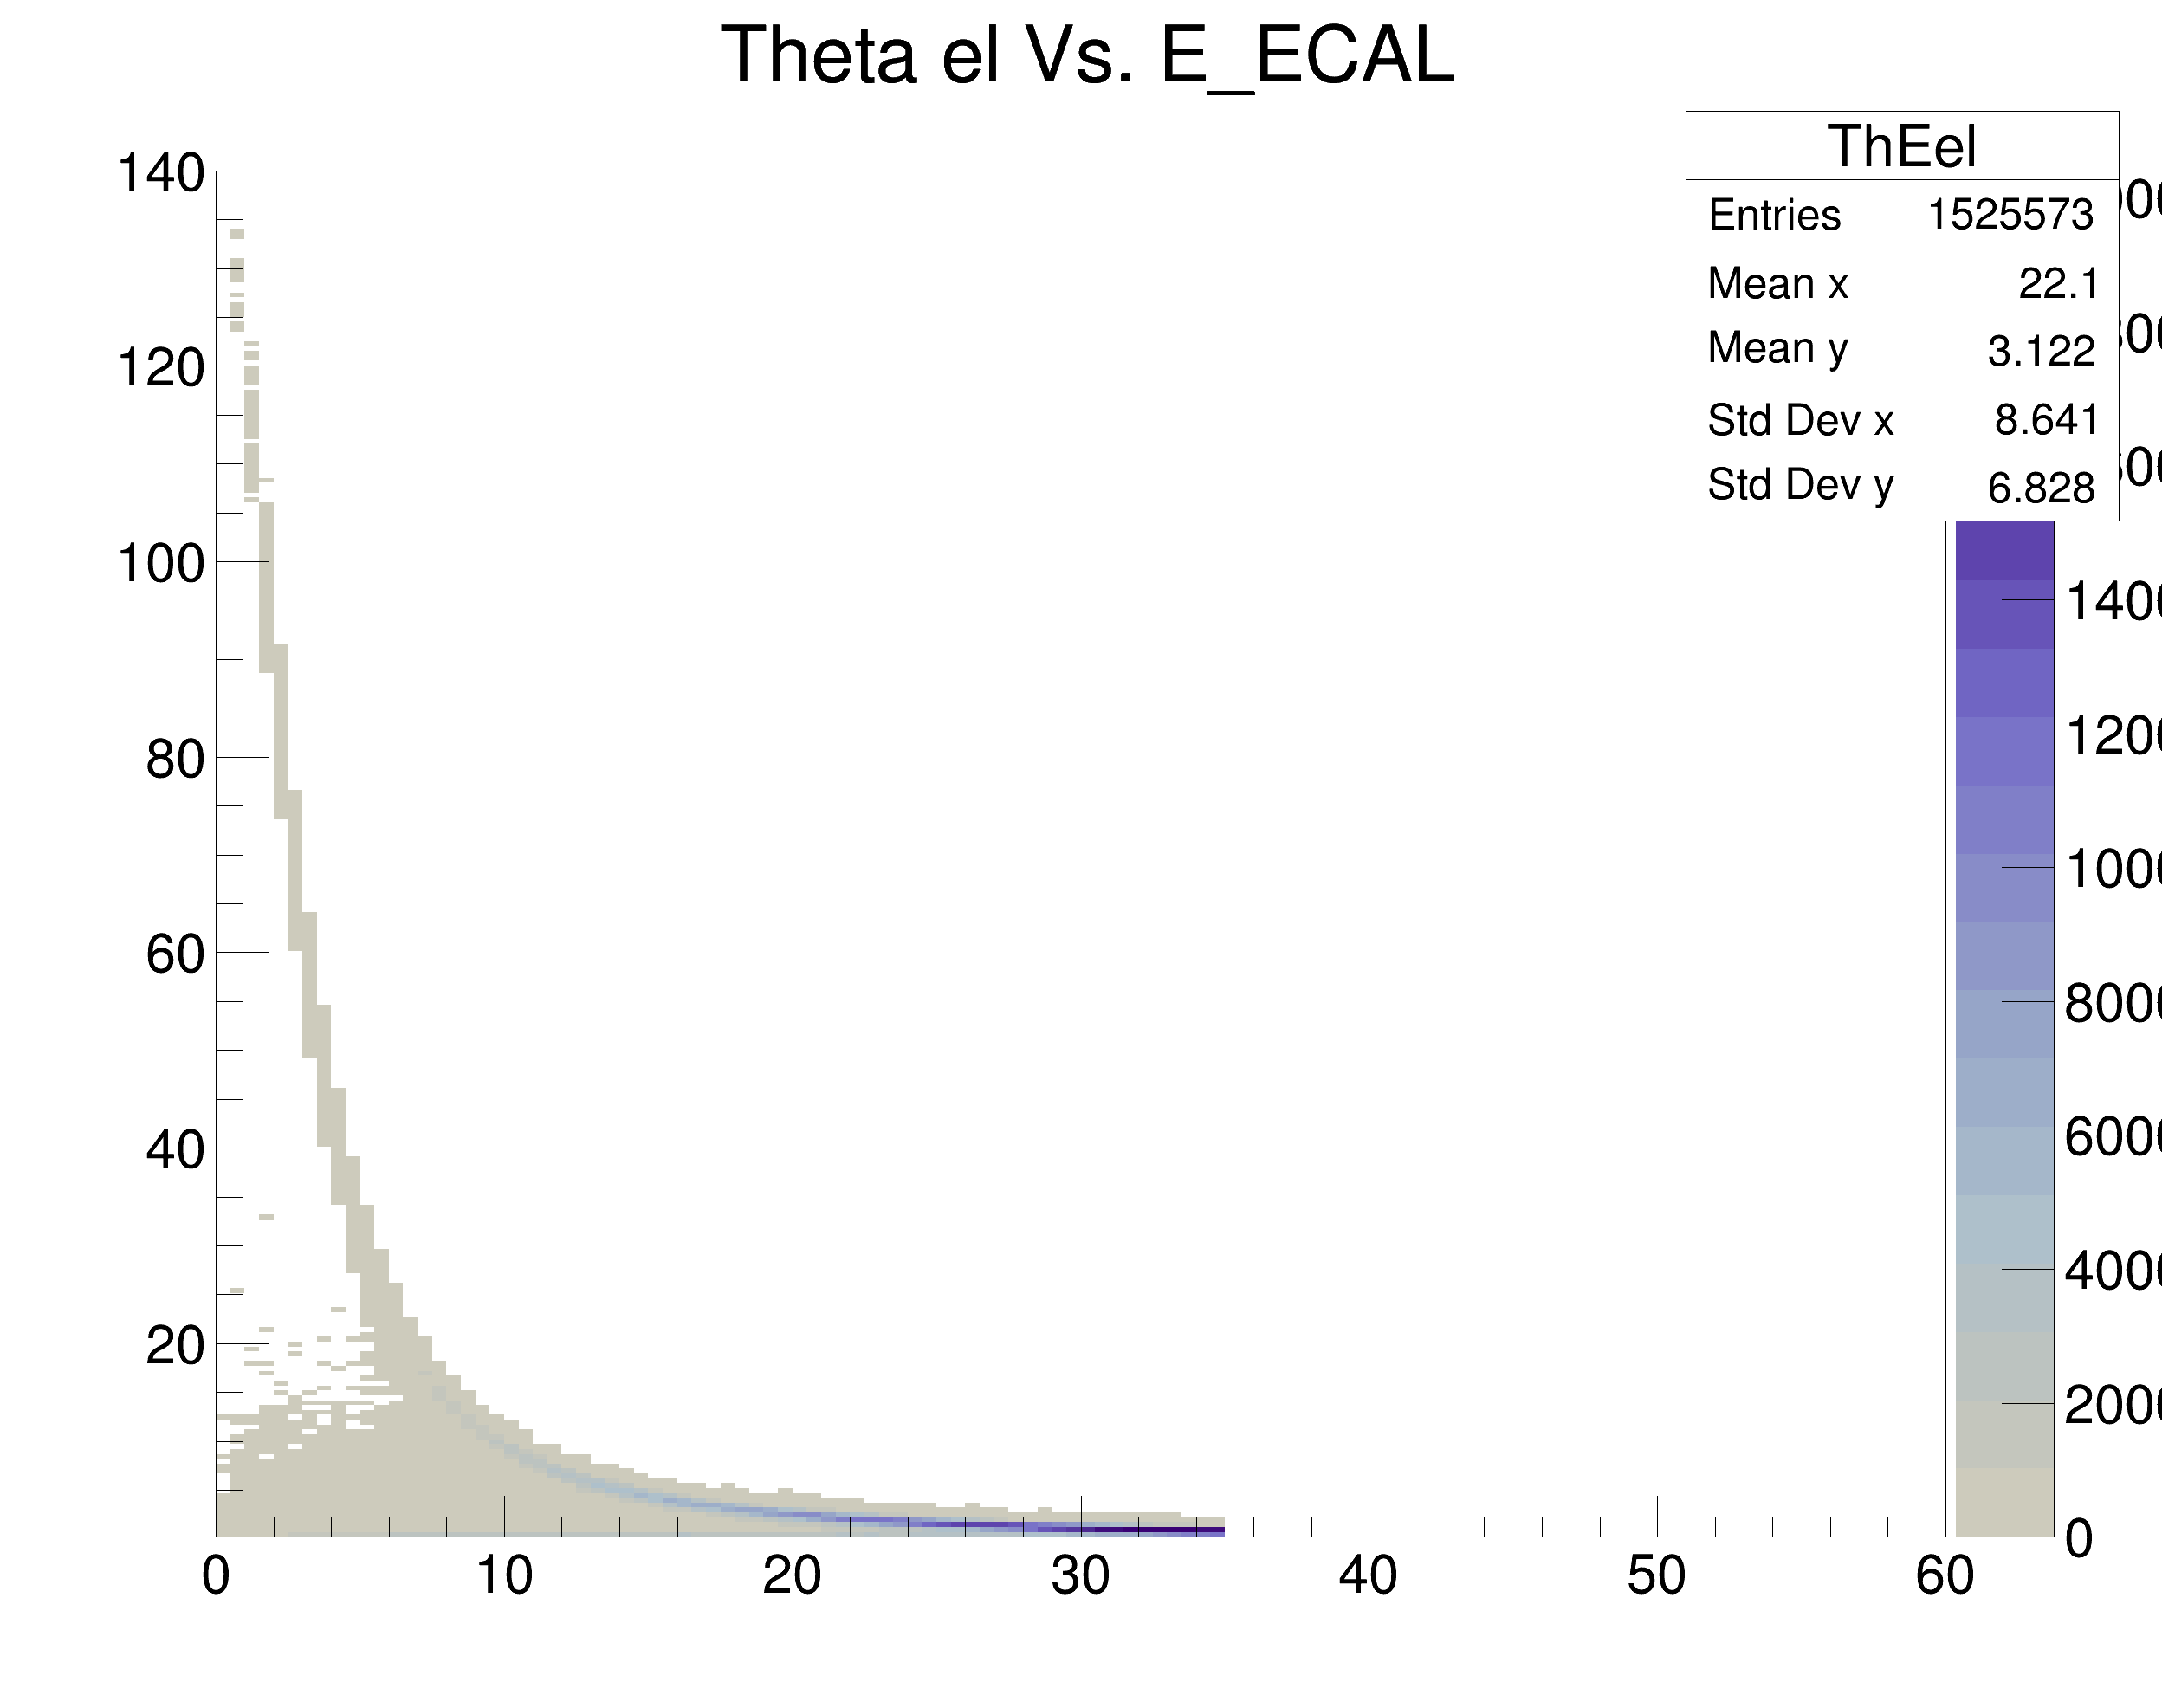 Theta el Vs. E_ECAL
ThEel
Entries 1525573
Mean x 22.1
Mean y 3.122
Std Dev x 8.641
Std Dev y 6.828
140
120
100
80
60
40
20
0 10 20 30 40 50 60
0